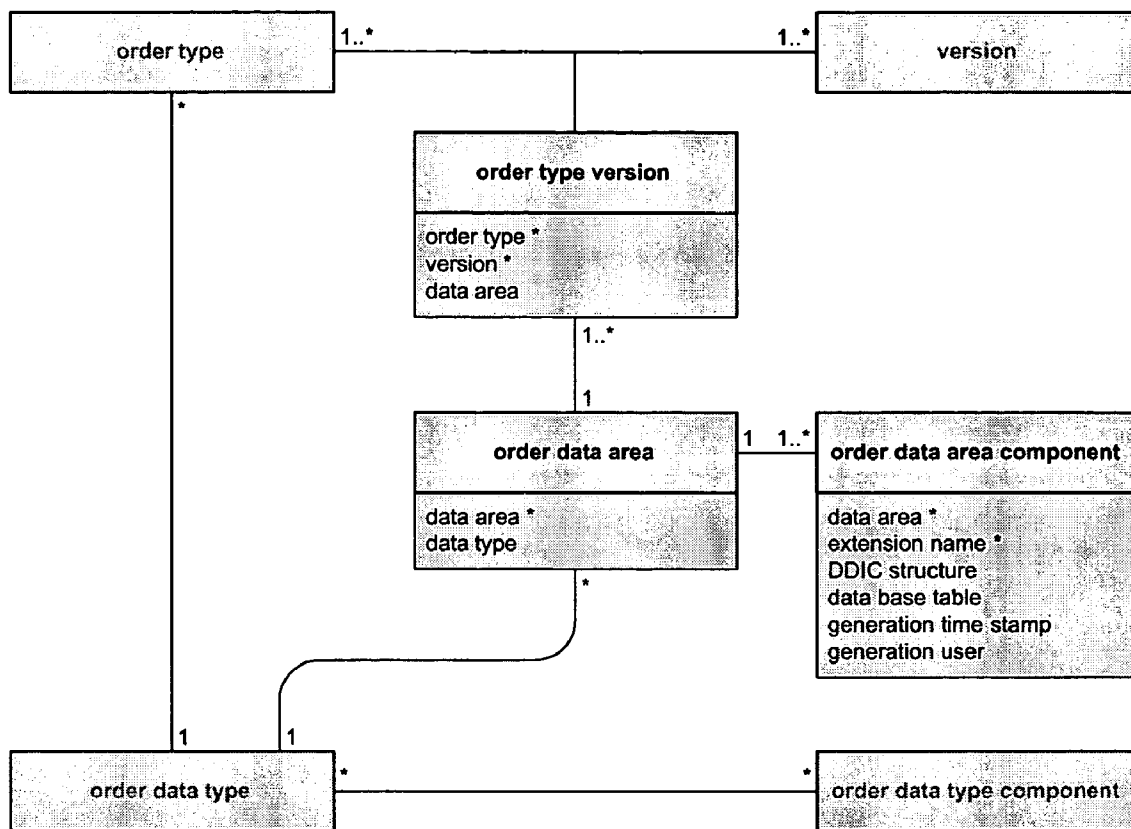 order type
1..*
1..*
version
*
order type version
order type *
version *
data area
1..*
1
order data area
1
1..*
order data area component
data area *
data type
data area *
extension name *
DDIC structure
data base table
generation time stamp
generation user
*
1
1
order data type
*
*
order data type component